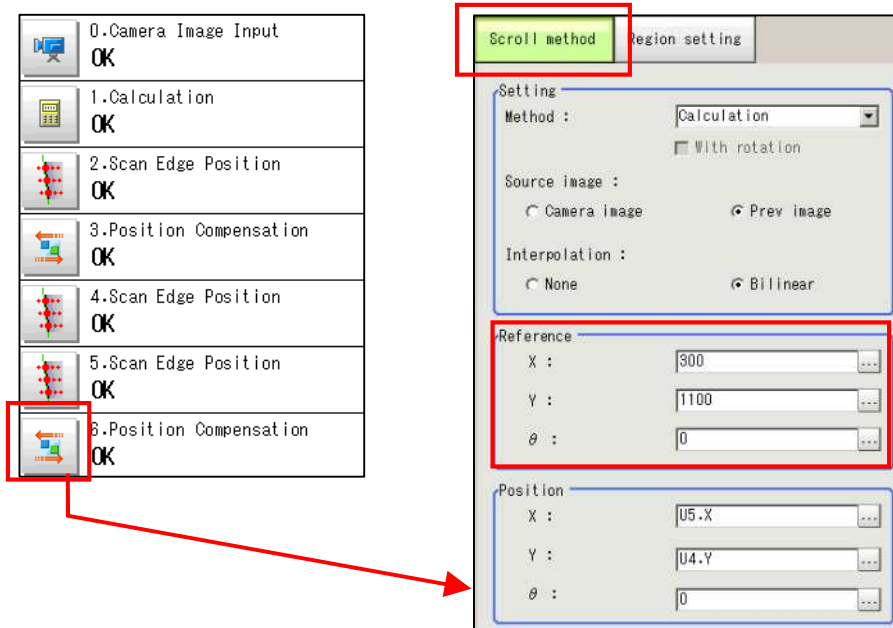 0.Camera Image Input
OK
1.Calculation
OK
2.Scan Edge Position
OK
3.Position Compensation
OK
4.Scan Edge Position
OK
5.Scan Edge Position
OK
6.Position Compensation
OK
Scroll method
Region setting
Setting
Method :
Calculation
With rotation
Source image :
Camera image
Prev image
Interpolation :
None
Bilinear
Reference
X :
300
...
Y :
1100
...
θ :
0
...
Position
X :
U5.X
...
Y :
U4.Y
...
θ :
0
...